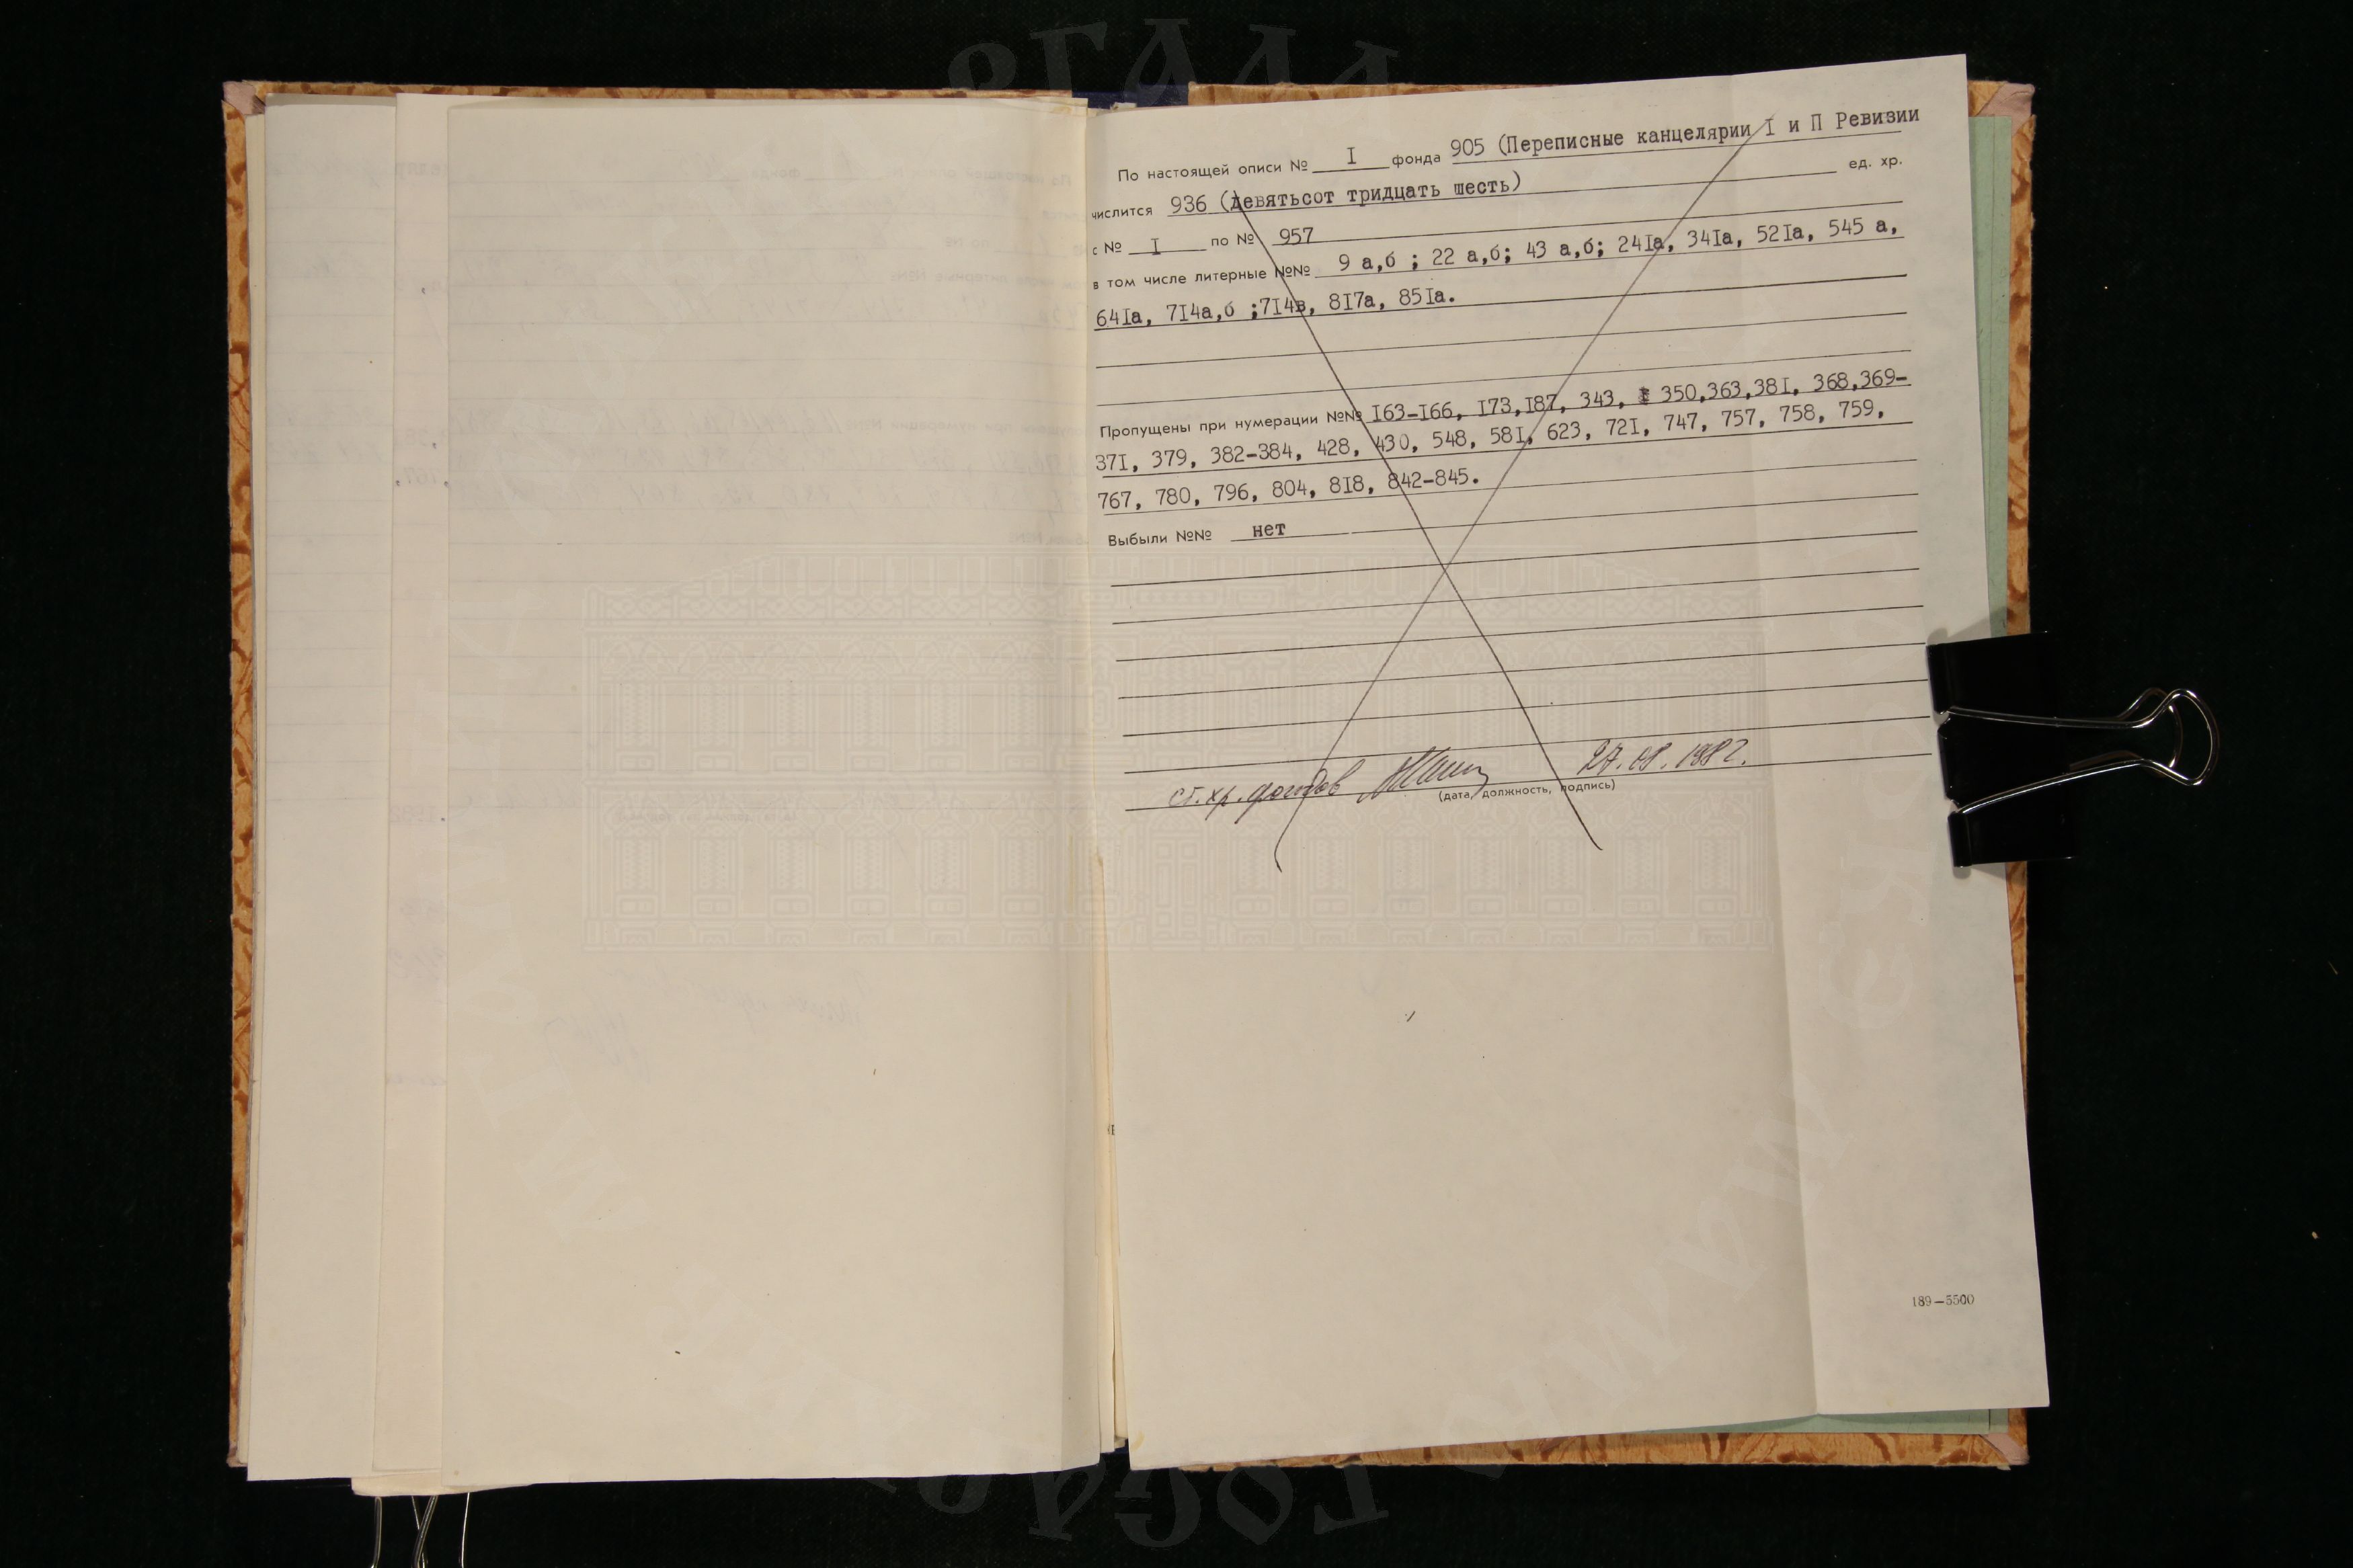 По настоящей описи № I фонда 905 (Переписные канцелярии I и П Ревизии
числится 936 (девятьсот тридцать шесть) ед. хр.
с № I по № 957
в том числе литерные №№ 9 а,б ; 22 а,б; 43 а,б; 24Iа, 34Iа, 52Iа, 545 а,
64Iа, 7I4а,б ;7I4в, 8I7а, 85Iа.
Пропущены при нумерации №№ I63-I66, I73,I87, 343, 350,363,38I, 368,369-
37I, 379, 382-384, 428, 430, 548, 58I, 623, 72I, 747, 757, 758, 759,
767, 780, 796, 804, 8I8, 842-845.
Выбыли №№ нет
ст. хр. фондов
(дата, должность, подпись)
189—5500